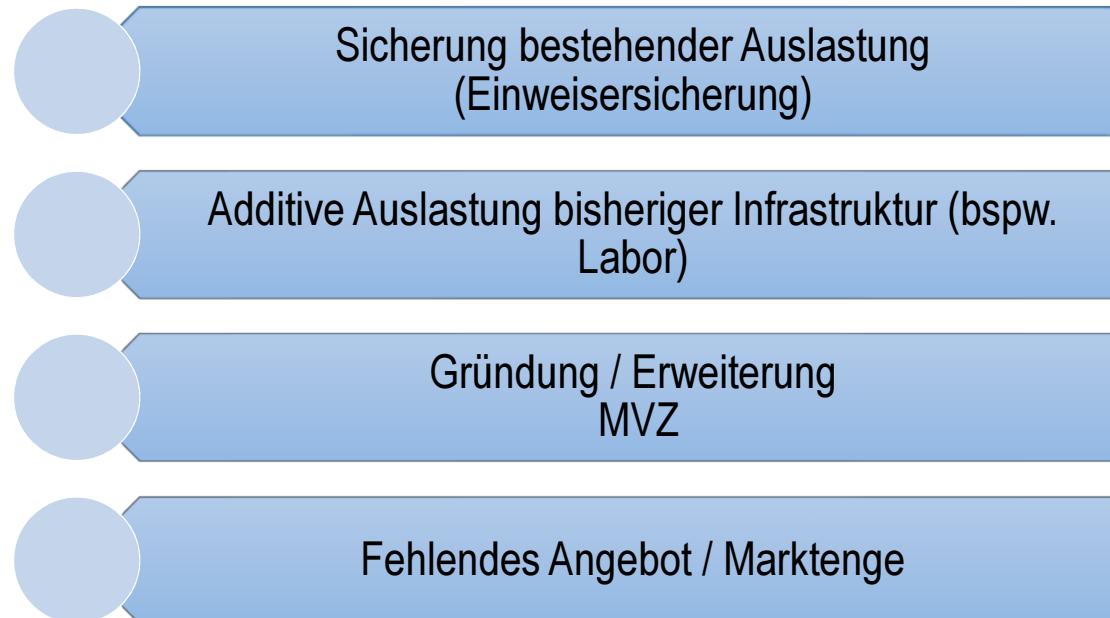 Sicherung bestehender Auslastung
(Einweisersicherung)
Additive Auslastung bisheriger Infrastruktur (bspw.
Labor)
Gründung / Erweiterung
MVZ
Fehlendes Angebot / Marktenge